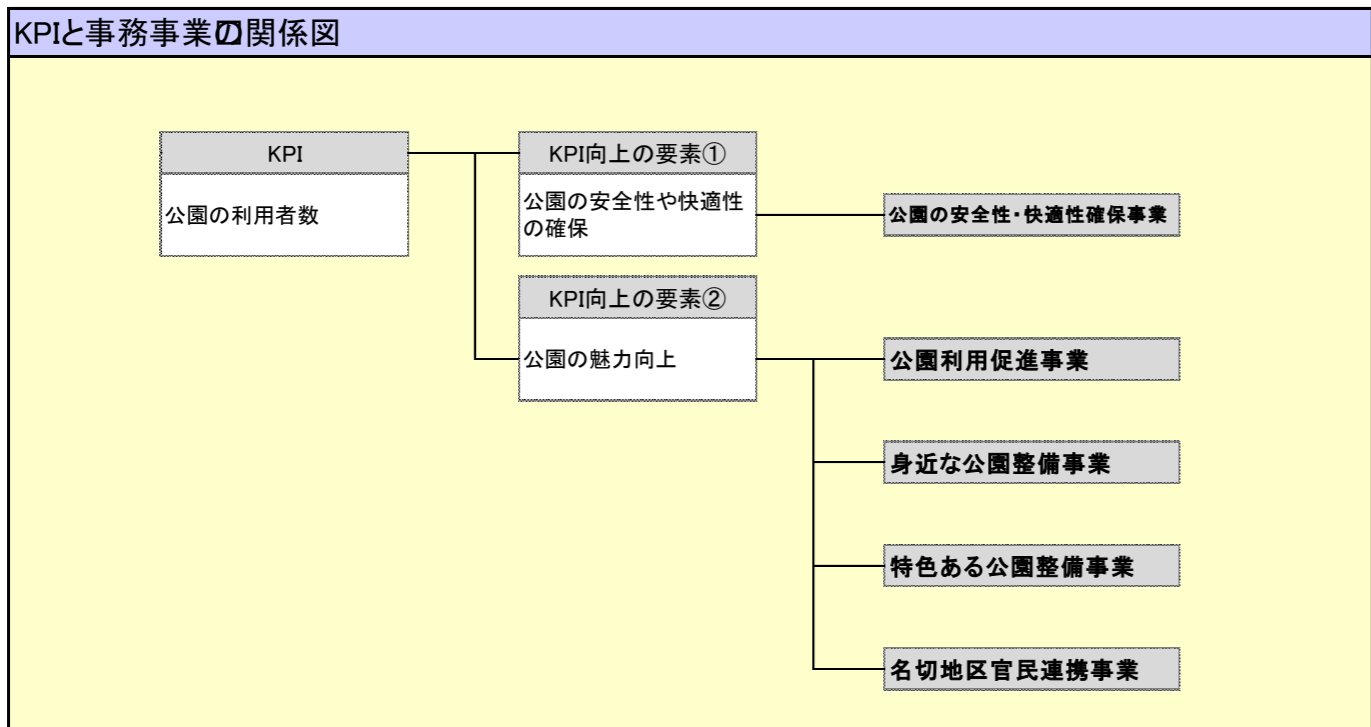 KPIと事務事業の関係図
KPI
公園の利用者数
KPI向上の要素①
公園の安全性や快適性
の確保
公園の安全性・快適性確保事業
KPI向上の要素②
公園の魅力向上
公園利用促進事業
身近な公園整備事業
特色ある公園整備事業
名切地区官民連携事業